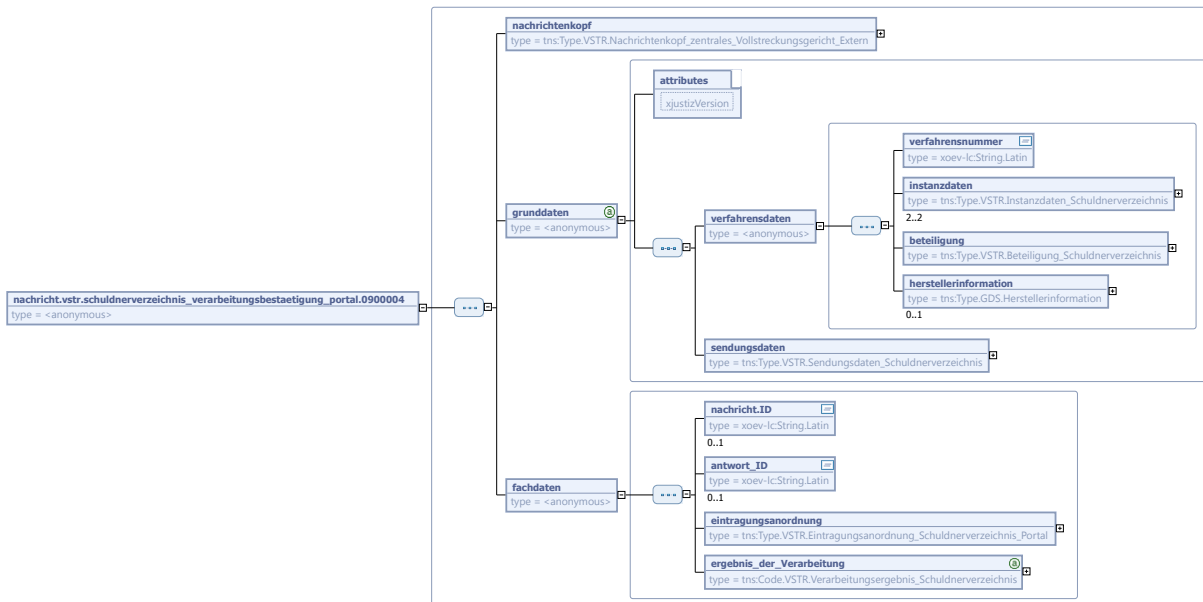 nachrichtenkopf
type = tns:Type.VSTR.Nachrichtenkopf_zentrales_Vollstreckungsgericht_Extern
attributes
xjustizVersion
verfahrensnummer
type = xoev-lc:String.Latin
instanzdaten
type = tns:Type.VSTR.Instanzdaten_Schuldnerverzeichnis
2..2
grunddaten
type = <anonymous>
verfahrensdaten
type = <anonymous>
beteiligung
type = tns:Type.VSTR.Beteiligung_Schuldnerverzeichnis
herstellerinformation
type = tns:Type.GDS.Herstellerinformation
0..1
nachricht.vstr.schuldnerverzeichnis_verarbeitungsbestaetigung_portal.0900004
type = <anonymous>
sendungsdaten
type = tns:Type.VSTR.Sendungsdaten_Schuldnerverzeichnis
nachricht.ID
type = xoev-lc:String.Latin
0..1
antwort_ID
type = xoev-lc:String.Latin
0..1
fachdaten
type = <anonymous>
eintragungsanordnung
type = tns:Type.VSTR.Eintragungsanordnung_Schuldnerverzeichnis_Portal
ergebnis_der_Verarbeitung
type = tns:Code.VSTR.Verarbeitungsergebnis_Schuldnerverzeichnis